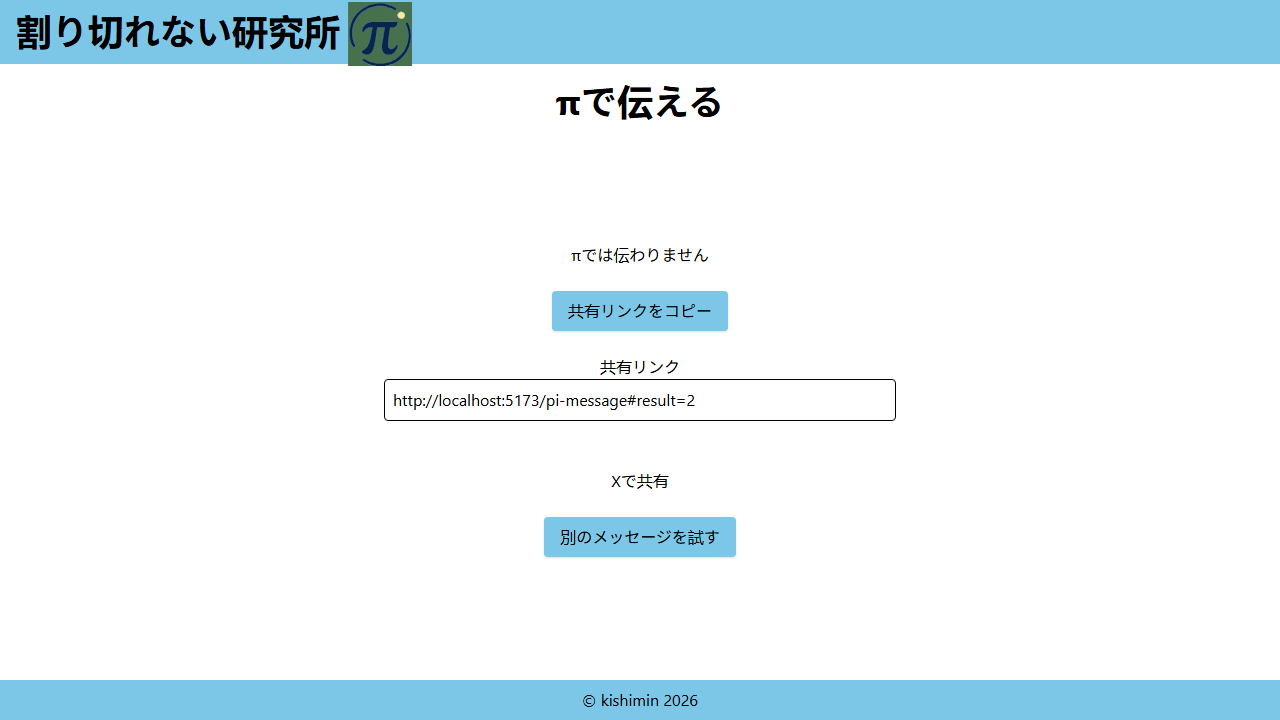 割り切れない研究所 π
πで伝える
πでは伝わりません
共有リンクをコピー
共有リンク
http://localhost:5173/pi-message#result=2
Xで共有
別のメッセージを試す
© kishimin 2026